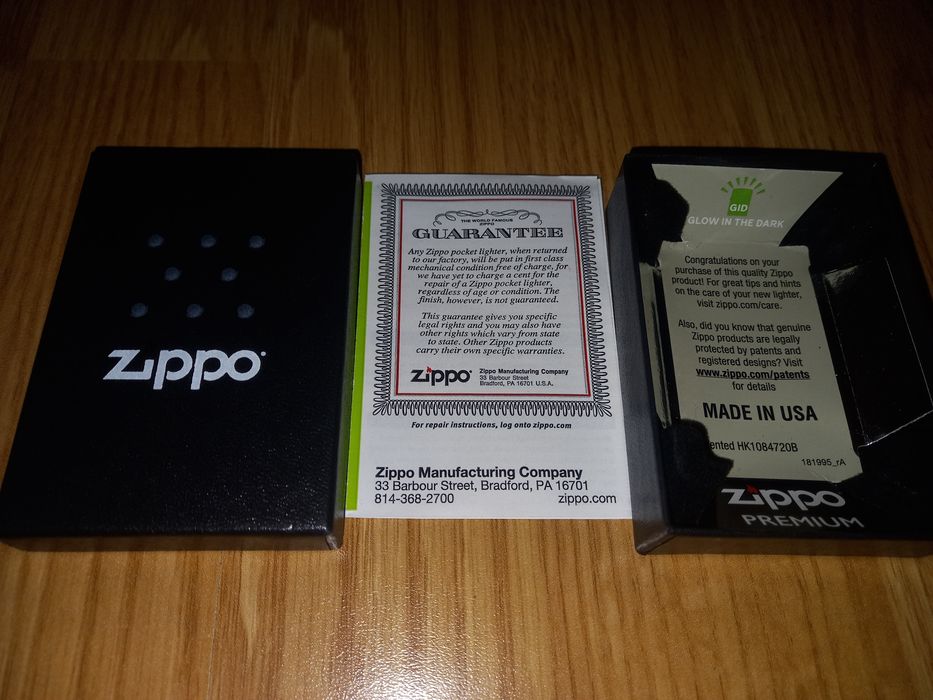 zippo
THE WORLD FAMOUS
ZIPPO
GUARANTEE
Any Zippo pocket lighter, when returned
to our factory, will be put in first class
mechanical condition free of charge, for
we have yet to charge a cent for the
repair of a Zippo pocket lighter,
regardless of age or condition. The
finish, however, is not guaranteed.
This guarantee gives you specific
legal rights and you may also have
other rights which vary from state
to state. Other Zippo products
carry their own specific warranties.
zippo
Zippo Manufacturing Company
33 Barbour Street
Bradford, PA 16701 U.S.A.
For repair instructions, log onto zippo.com
Zippo Manufacturing Company
33 Barbour Street, Bradford, PA 16701
814-368-2700 zippo.com
GID
GLOW IN THE DARK
Congratulations on your
purchase of this quality Zippo
product! For great tips and hints
on the care of your new lighter,
visit zippo.com/care.
Also, did you know that genuine
Zippo products are legally
protected by patents and
registered designs? Visit
www.zippo.com/patents
for details
MADE IN USA
ented HK1084720B
181995_rA
zippo
PREMIUM